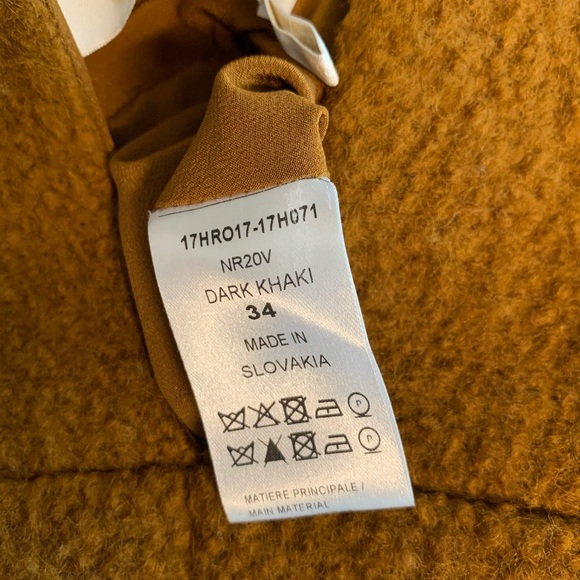 17HRO17-17H071
NR20V
DARK KHAKI
34
MADE IN
SLOVAKIA
P
P
MATIERE PRINCIPALE /
MAIN MATERIAL